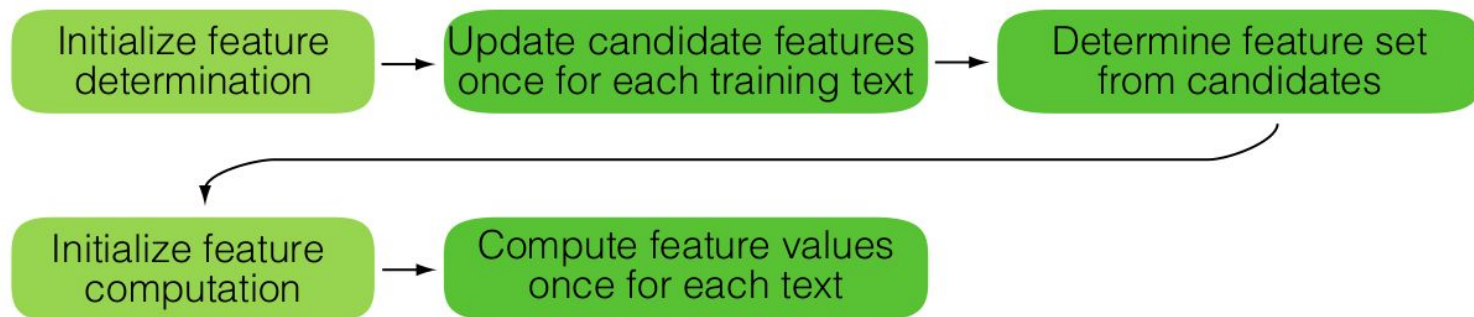 Initialize feature
determination
Update candidate features
once for each training text
Determine feature set
from candidates
Initialize feature
computation
Compute feature values
once for each text